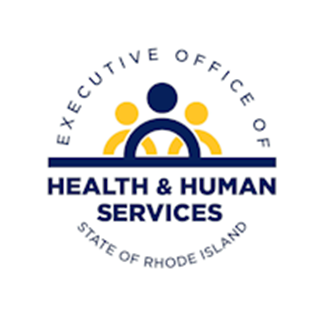 EXECUTIVE OFFICE OF
HEALTH & HUMAN
SERVICES
STATE OF RHODE ISLAND